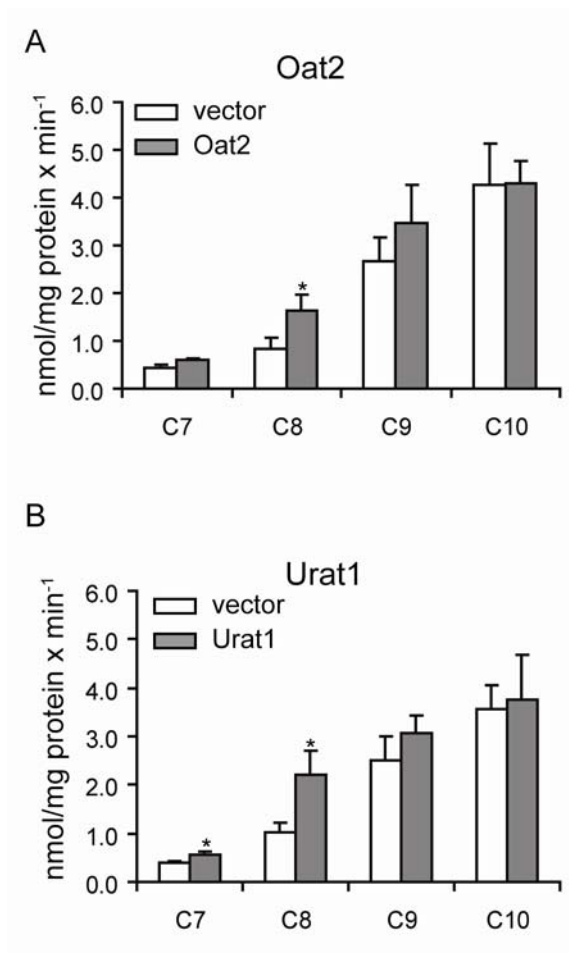 A
Oat2
nmol/mg protein x min⁻¹
6.0
5.0
4.0
3.0
2.0
1.0
0.0
vector
Oat2
*
C7
C8
C9
C10
B
Urat1
nmol/mg protein x min⁻¹
6.0
5.0
4.0
3.0
2.0
1.0
0.0
vector
Urat1
*
*
C7
C8
C9
C10